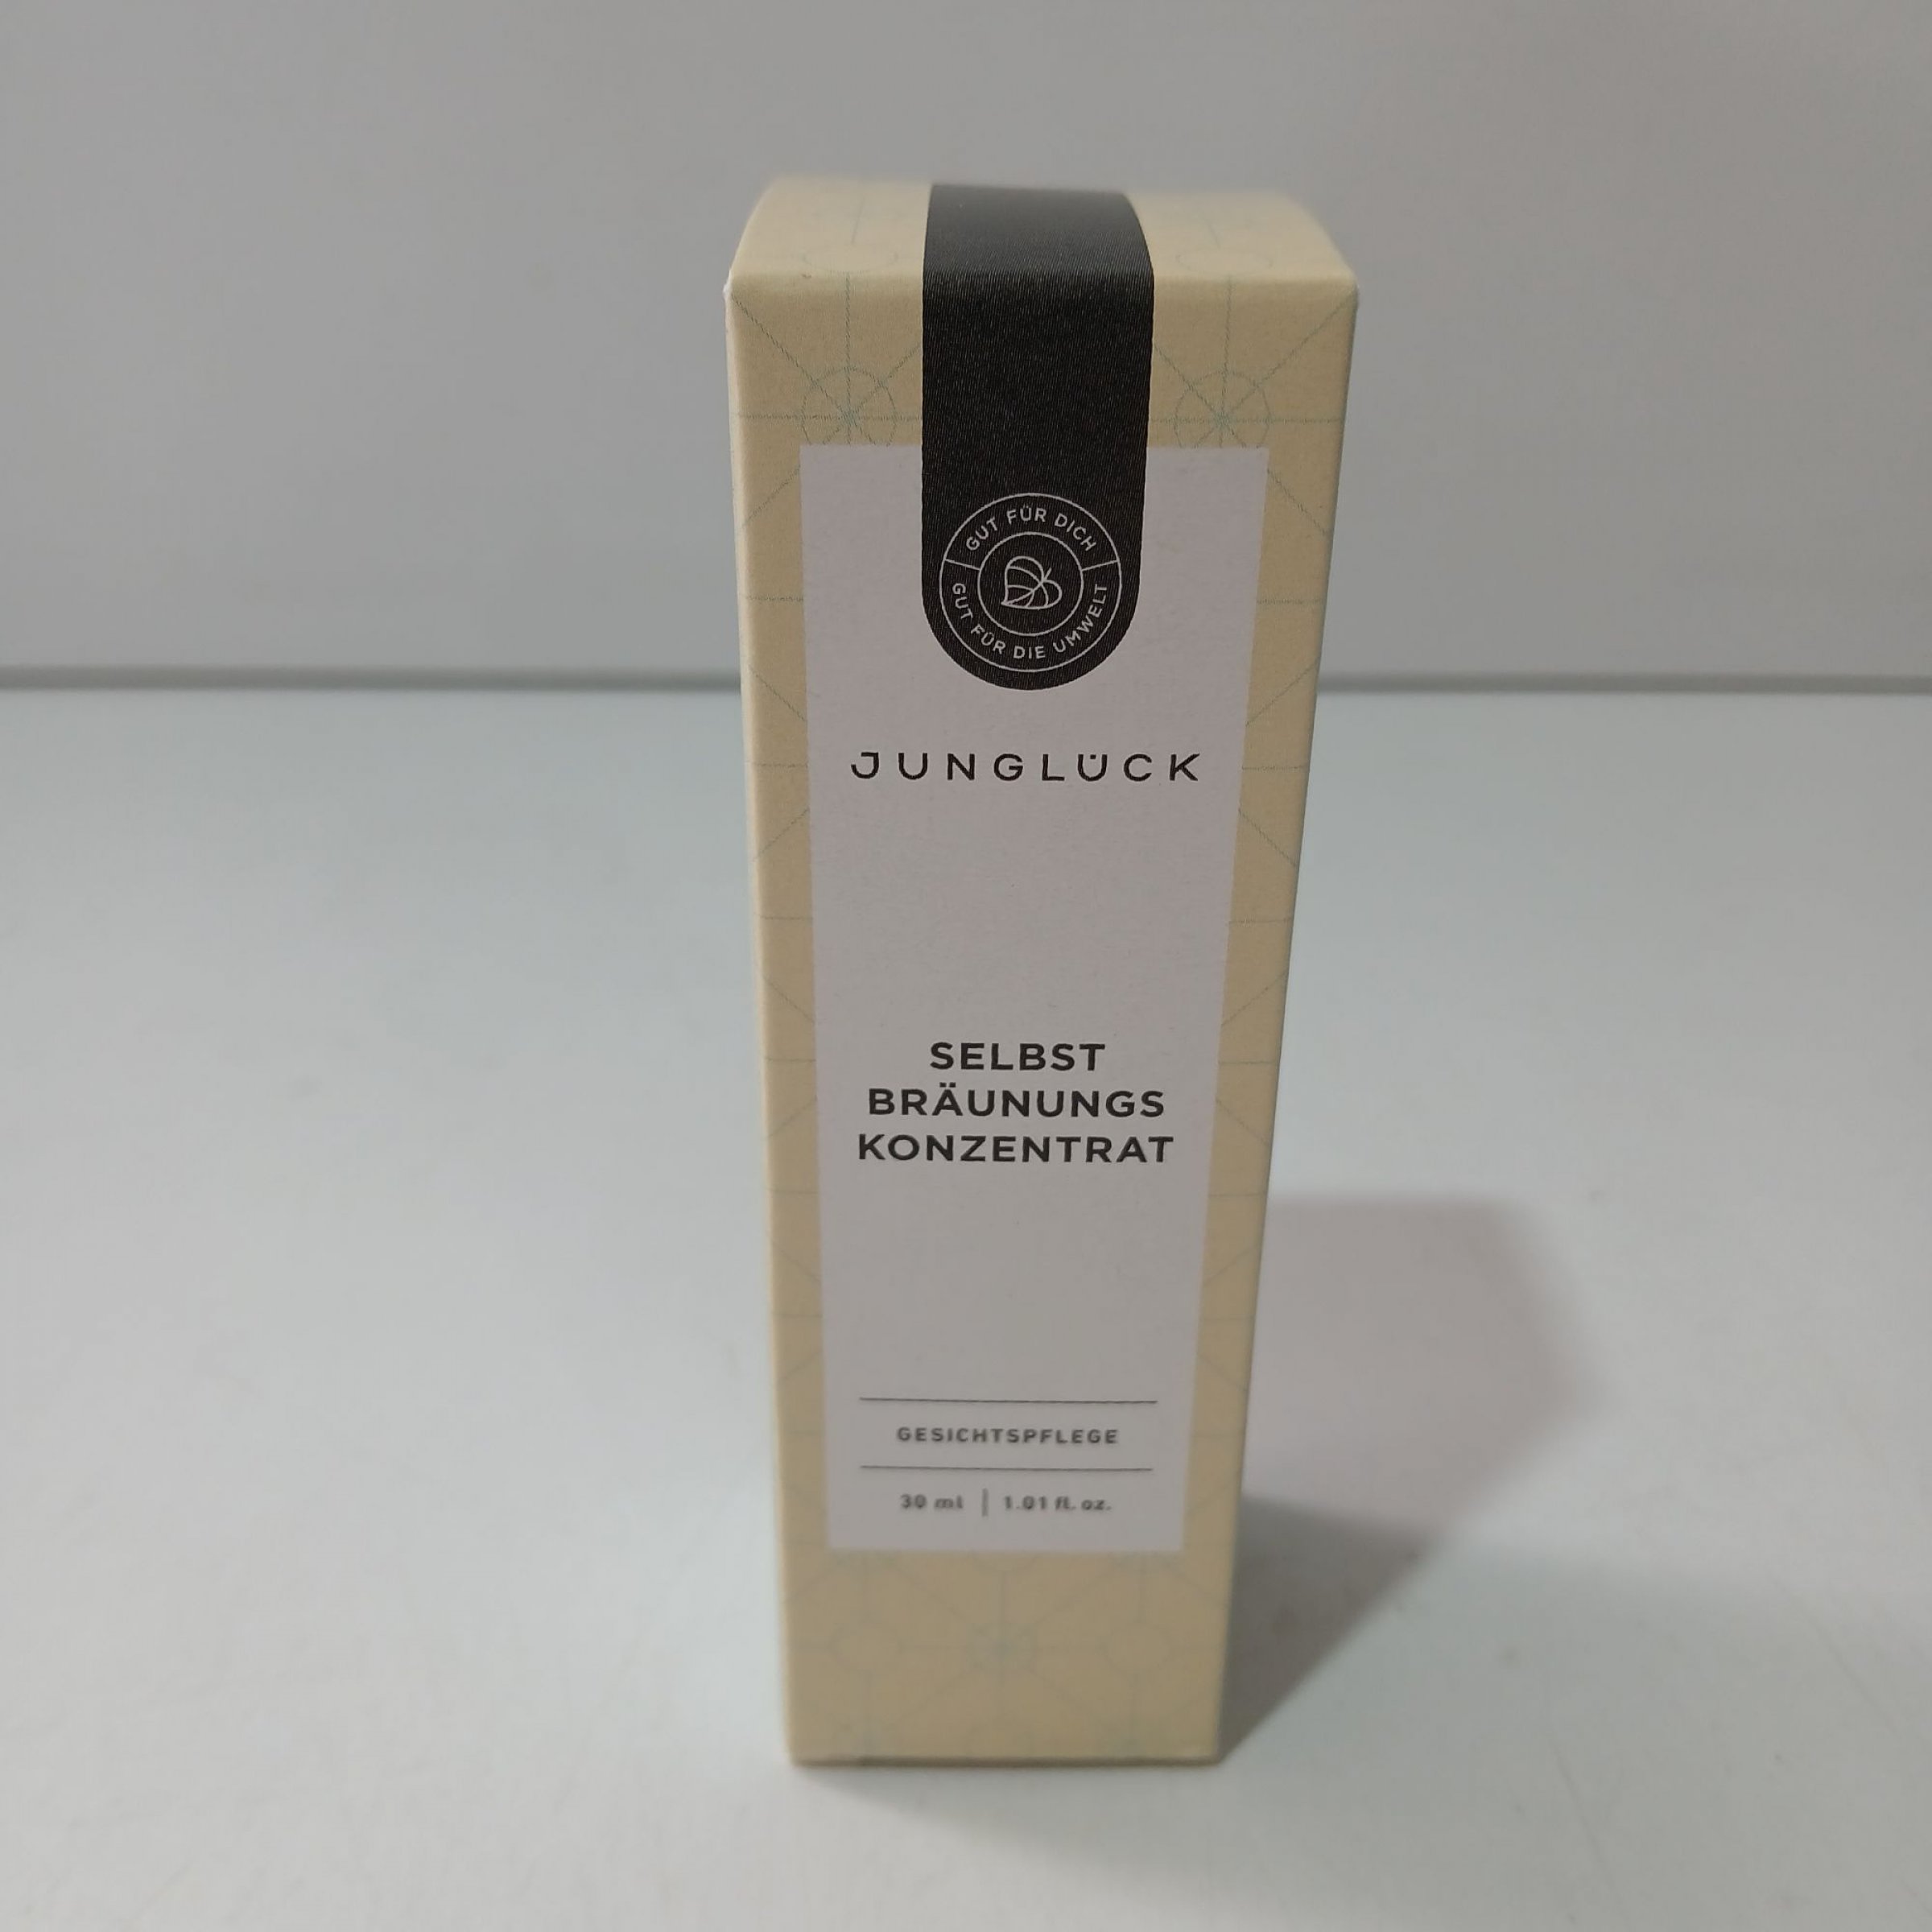 GUT FÜR DICH
GUT FÜR DIE UMWELT
JUNGLÜCK
SELBST
BRÄUNUNGS
KONZENTRAT
GESICHTSPFLEGE
30 ml | 1.01 fl. oz.